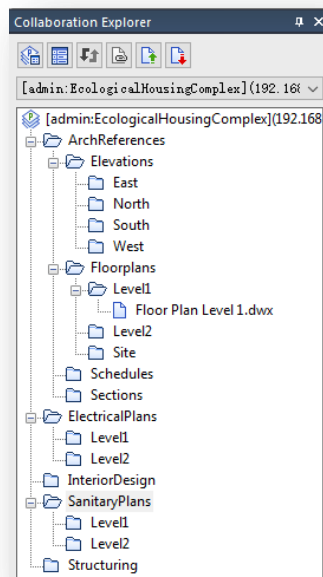 Collaboration Explorer
[admin:EcologicalHousingComplex](192.168
[admin:EcologicalHousingComplex](192.168
ArchReferences
Elevations
East
North
South
West
Floorplans
Level1
Floor Plan Level 1.dwx
Level2
Site
Schedules
Sections
ElectricalPlans
Level1
Level2
InteriorDesign
SanitaryPlans
Level1
Level2
Structuring